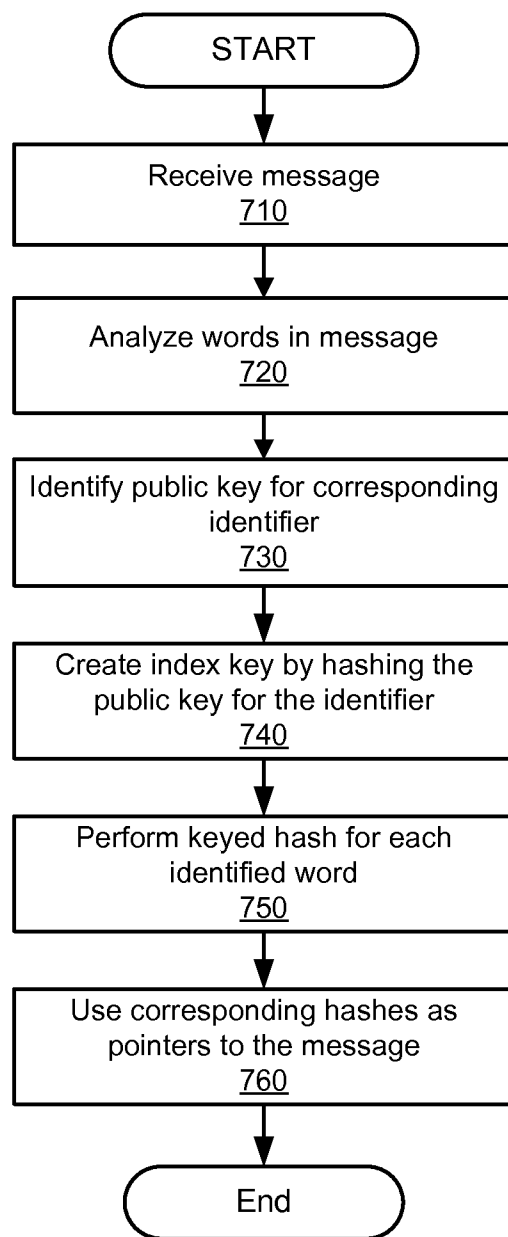 START
Receive message
710
Analyze words in message
720
Identify public key for corresponding
identifier
730
Create index key by hashing the
public key for the identifier
740
Perform keyed hash for each
identified word
750
Use corresponding hashes as
pointers to the message
760
End